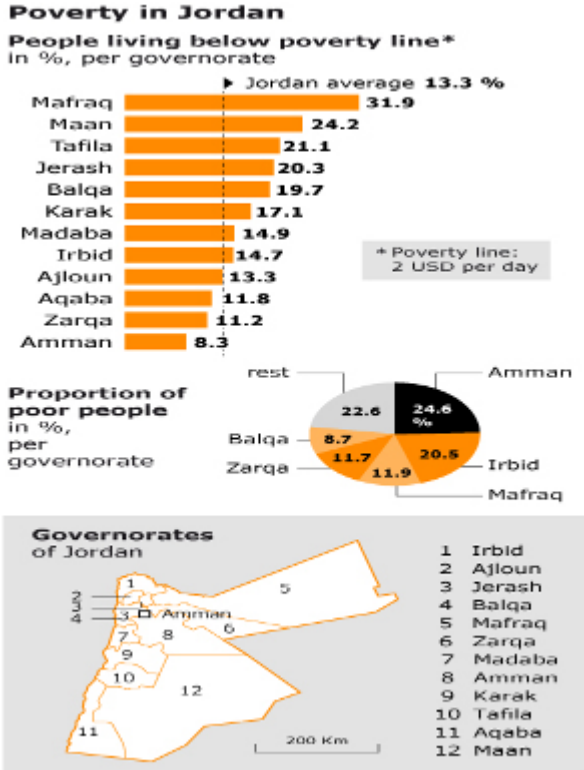 Poverty in Jordan
People living below poverty line*
in %, per governorate
Jordan average 13.3 %
Mafraq 31.9
Maan 24.2
Tafila 21.1
Jerash 20.3
Balqa 19.7
Karak 17.1
Madaba 14.9
Irbid 14.7
Ajloun 13.3
Aqaba 11.8
Zarqa 11.2
Amman 8.3
* Poverty line:
2 USD per day
Proportion of
poor people
in %,
per
governorate
rest
Amman
22.6
24.6
%
Balqa
8.7
Zarqa
11.7
11.9
20.5
Irbid
Mafraq
Governorates
of Jordan
1
2
3
4
3
Amman
5
6
7
8
9
10
11
12
200 Km
1 Irbid
2 Ajloun
3 Jerash
4 Balqa
5 Mafraq
6 Zarqa
7 Madaba
8 Amman
9 Karak
10 Tafila
11 Aqaba
12 Maan